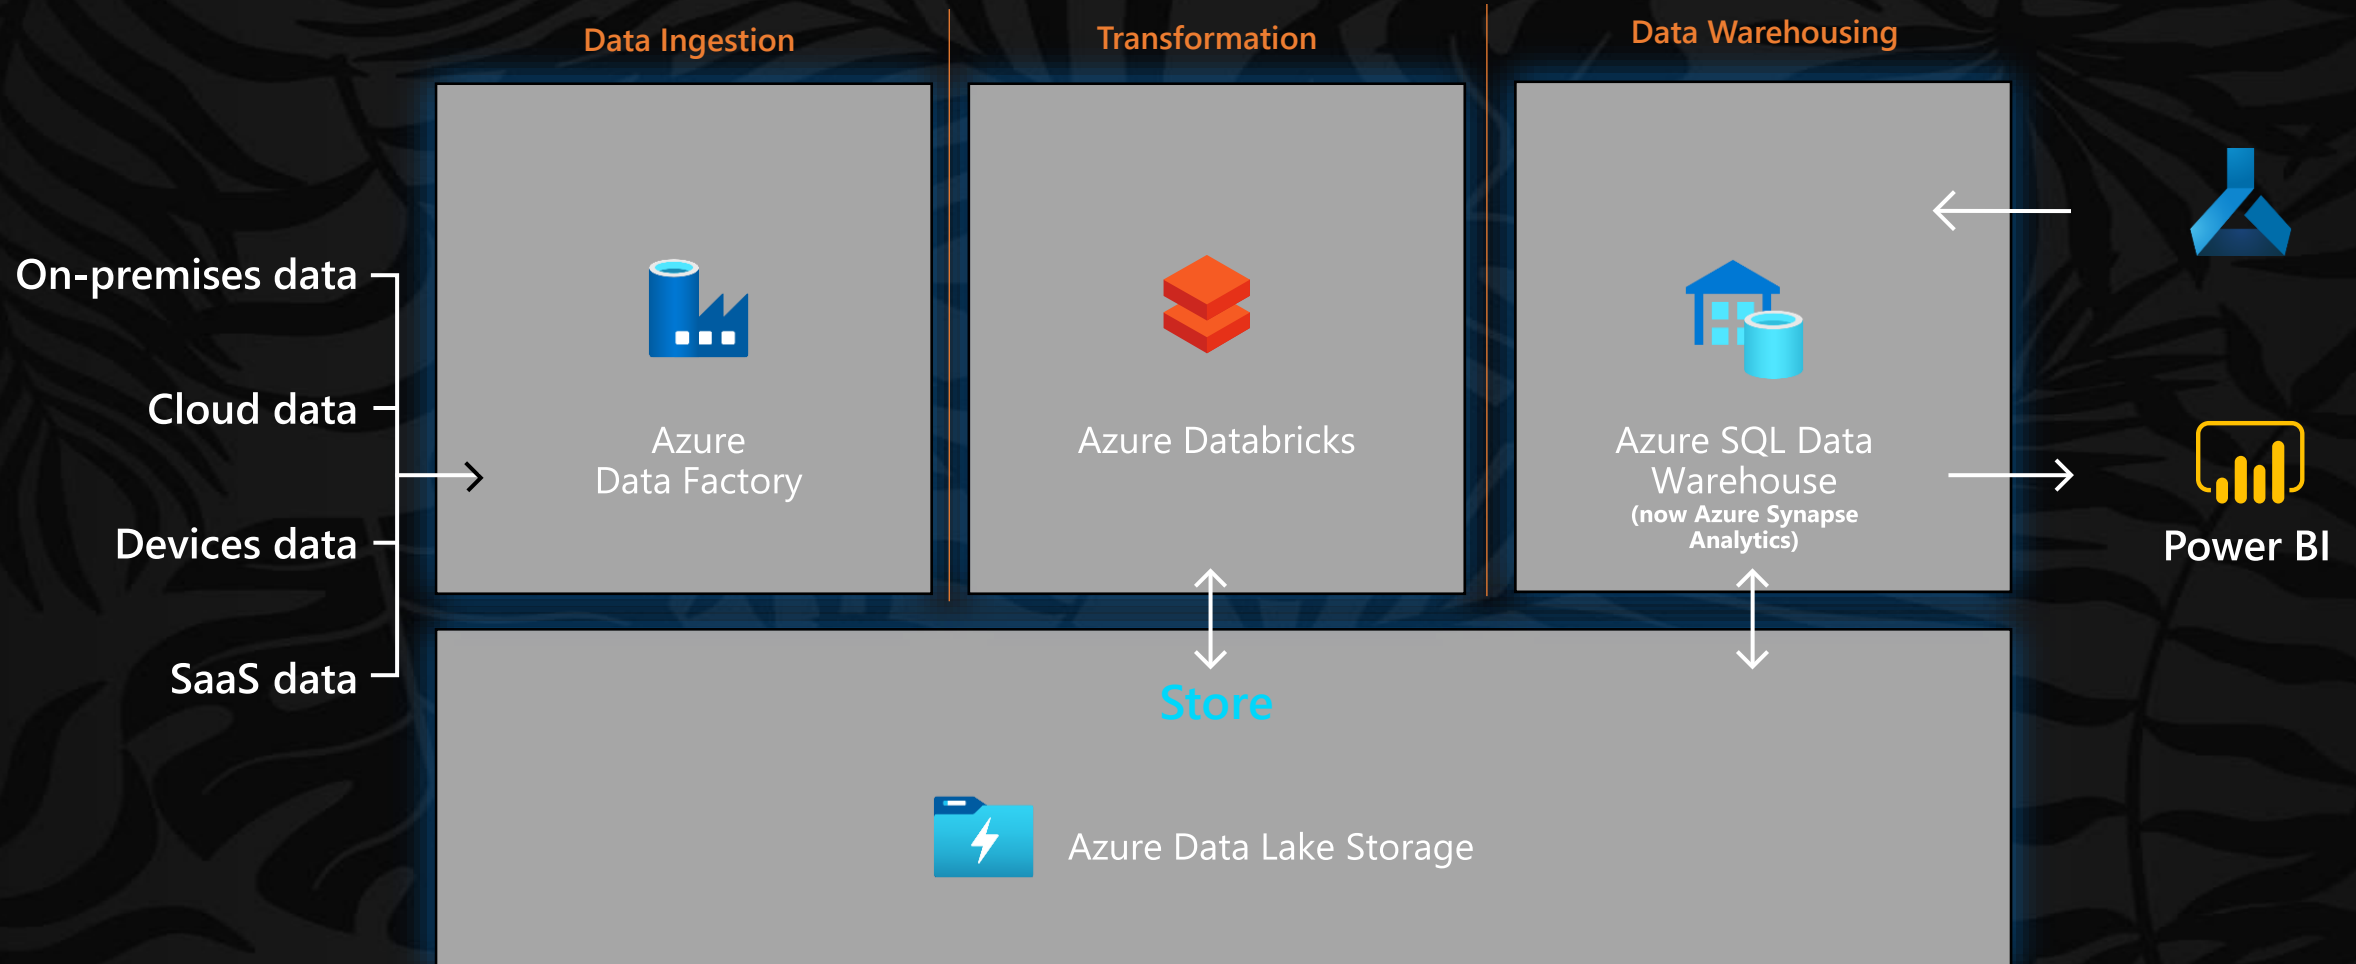 Data Ingestion
Transformation
Data Warehousing
On-premises data
Cloud data
Devices data
SaaS data
Azure
Data Factory
Azure Databricks
Azure SQL Data
Warehouse
(now Azure Synapse
Analytics)
Power BI
Store
Azure Data Lake Storage